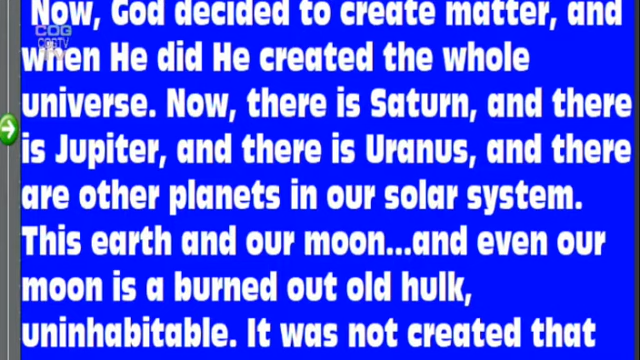 Now, God decided to create matter, and
COG
COGTV
when He did He created the whole
universe. Now, there is Saturn, and there
is Jupiter, and there is Uranus, and there
are other planets in our solar system.
This earth and our moon...and even our
moon is a burned out old hulk,
uninhabitable. It was not created that